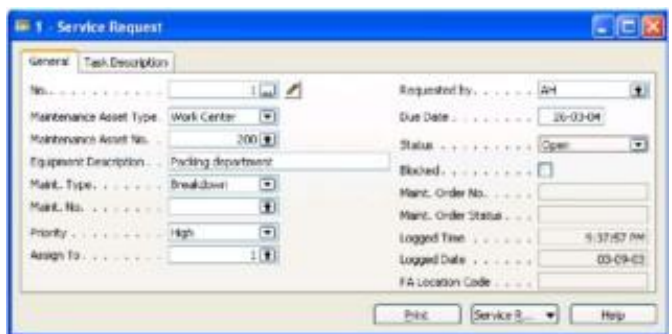 1 - Service Request
General Task Description
No. 1
Maintenance Asset Type Work Center
Maintenance Asset No. 200
Equipment Description Packing department
Maint. Type Breakdown
Maint. No.
Priority High
Assign To 1
Requested by AH
Due Date 26-03-04
Status Open
Blocked
Maint. Order No.
Maint. Order Status
Logged Time 5:37:57 PM
Logged Date 03-09-03
FA Location Code
Print Service R... Help